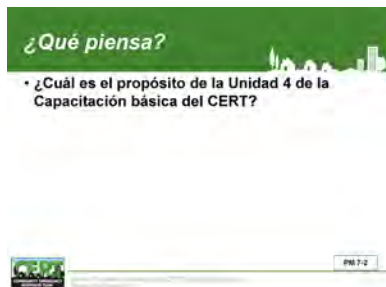 ¿Qué piensa?
• ¿Cuál es el propósito de la Unidad 4 de la
Capacitación básica del CERT?
PM 7-2
CERT